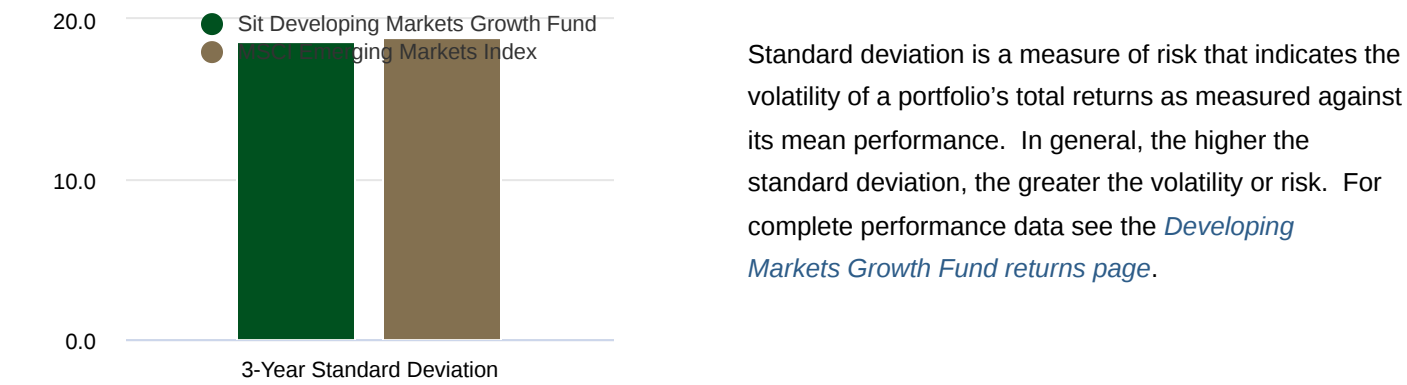 20.0
10.0
0.0
Sit Developing Markets Growth Fund
MSCI Emerging Markets Index
3-Year Standard Deviation
Standard deviation is a measure of risk that indicates the
volatility of a portfolio’s total returns as measured against
its mean performance.  In general, the higher the
standard deviation, the greater the volatility or risk.  For
complete performance data see the Developing
Markets Growth Fund returns page.